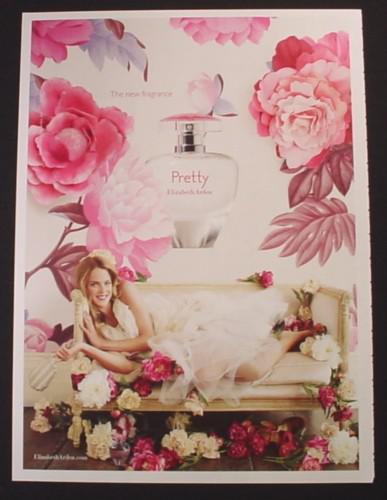 The new fragrance
Pretty
Elizabeth Arden
ElizabethArden.com